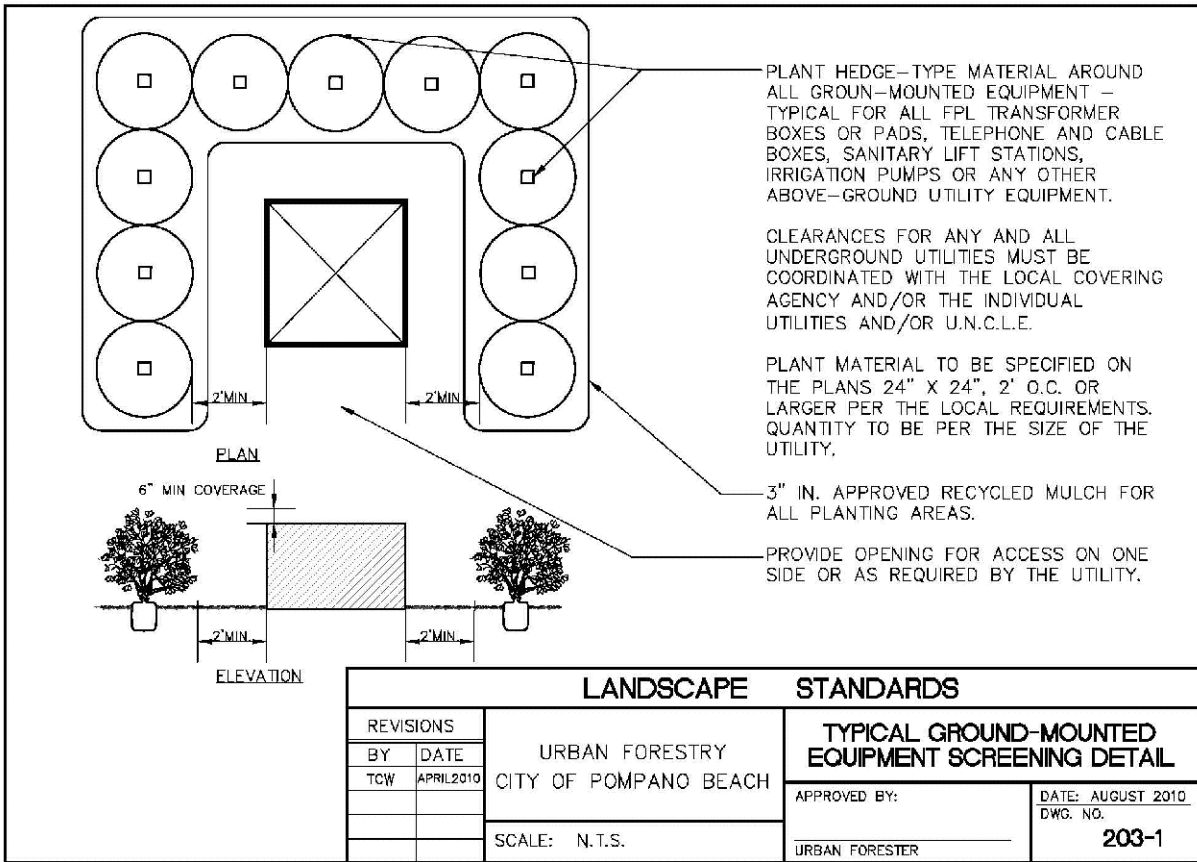 PLANT HEDGE-TYPE MATERIAL AROUND
ALL GROUN-MOUNTED EQUIPMENT -
TYPICAL FOR ALL FPL TRANSFORMER
BOXES OR PADS, TELEPHONE AND CABLE
BOXES, SANITARY LIFT STATIONS,
IRRIGATION PUMPS OR ANY OTHER
ABOVE-GROUND UTILITY EQUIPMENT.
CLEARANCES FOR ANY AND ALL
UNDERGROUND UTILITIES MUST BE
COORDINATED WITH THE LOCAL COVERING
AGENCY AND/OR THE INDIVIDUAL
UTILITIES AND/OR U.N.C.L.E.
PLANT MATERIAL TO BE SPECIFIED ON
THE PLANS 24" X 24", 2' O.C. OR
LARGER PER THE LOCAL REQUIREMENTS.
QUANTITY TO BE PER THE SIZE OF THE
UTILITY.
3" IN. APPROVED RECYCLED MULCH FOR
ALL PLANTING AREAS.
PROVIDE OPENING FOR ACCESS ON ONE
SIDE OR AS REQUIRED BY THE UTILITY.
2'MIN.
2'MIN.
PLAN
6" MIN COVERAGE
2'MIN.
2'MIN.
ELEVATION
LANDSCAPE STANDARDS
REVISIONS
BY DATE
TCW APRIL2010
URBAN FORESTRY
CITY OF POMPANO BEACH
SCALE: N.T.S.
TYPICAL GROUND-MOUNTED
EQUIPMENT SCREENING DETAIL
APPROVED BY:
URBAN FORESTER
DATE: AUGUST 2010
DWG. NO.
203-1